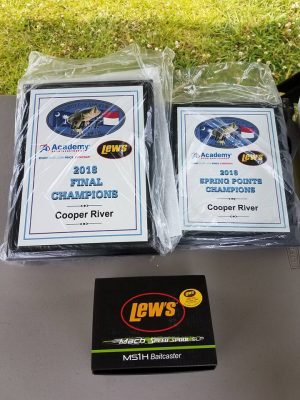 Academy
Lew's
2018
FINAL
CHAMPIONS
Cooper River
Academy
Lew's
2018
SPRING POINTS
CHAMPIONS
Cooper River
Lew's
Mach Speed Spool SLP
MS1H Baitcaster